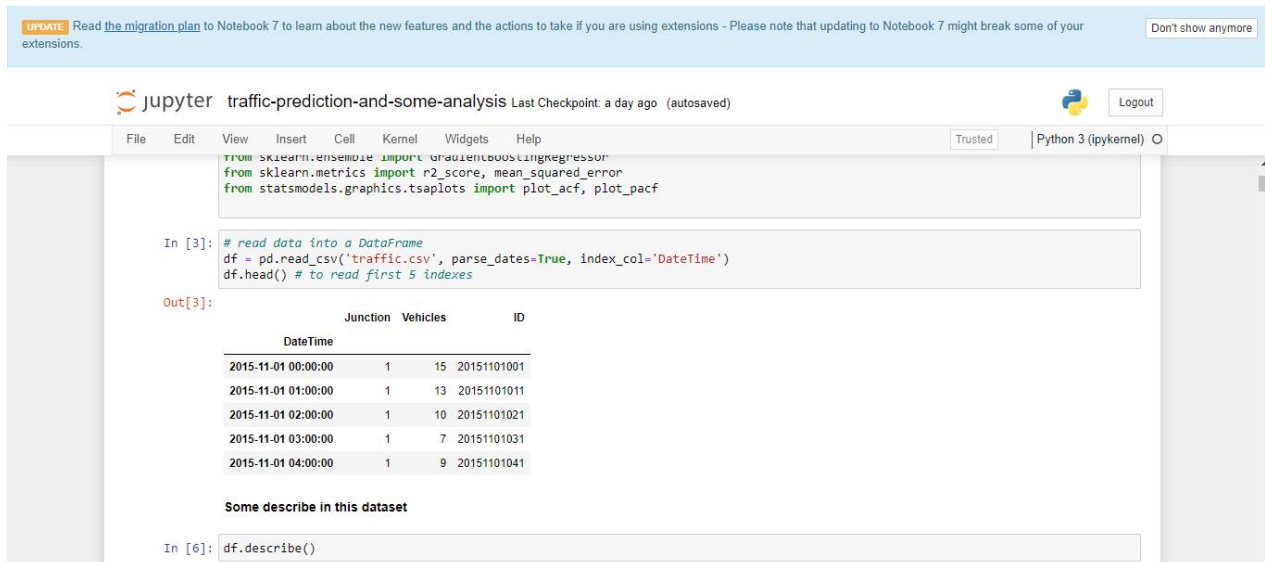 UPDATE Read the migration plan to Notebook 7 to learn about the new features and the actions to take if you are using extensions - Please note that updating to Notebook 7 might break some of your
extensions.
Don't show anymore
jupyter traffic-prediction-and-some-analysis Last Checkpoint: a day ago (autosaved)
Logout
File Edit View Insert Cell Kernel Widgets Help
Trusted
Python 3 (ipykernel)
from sklearn.ensemble import GradientBoostingRegressor
from sklearn.metrics import r2_score, mean_squared_error
from statsmodels.graphics.tsaplots import plot_acf, plot_pacf
In [3]: # read data into a DataFrame
df = pd.read_csv('traffic.csv', parse_dates=True, index_col='DateTime')
df.head() # to read first 5 indexes
Out[3]:
Junction Vehicles ID
DateTime
2015-11-01 00:00:00 1 15 20151101001
2015-11-01 01:00:00 1 13 20151101011
2015-11-01 02:00:00 1 10 20151101021
2015-11-01 03:00:00 1 7 20151101031
2015-11-01 04:00:00 1 9 20151101041
Some describe in this dataset
In [6]: df.describe()